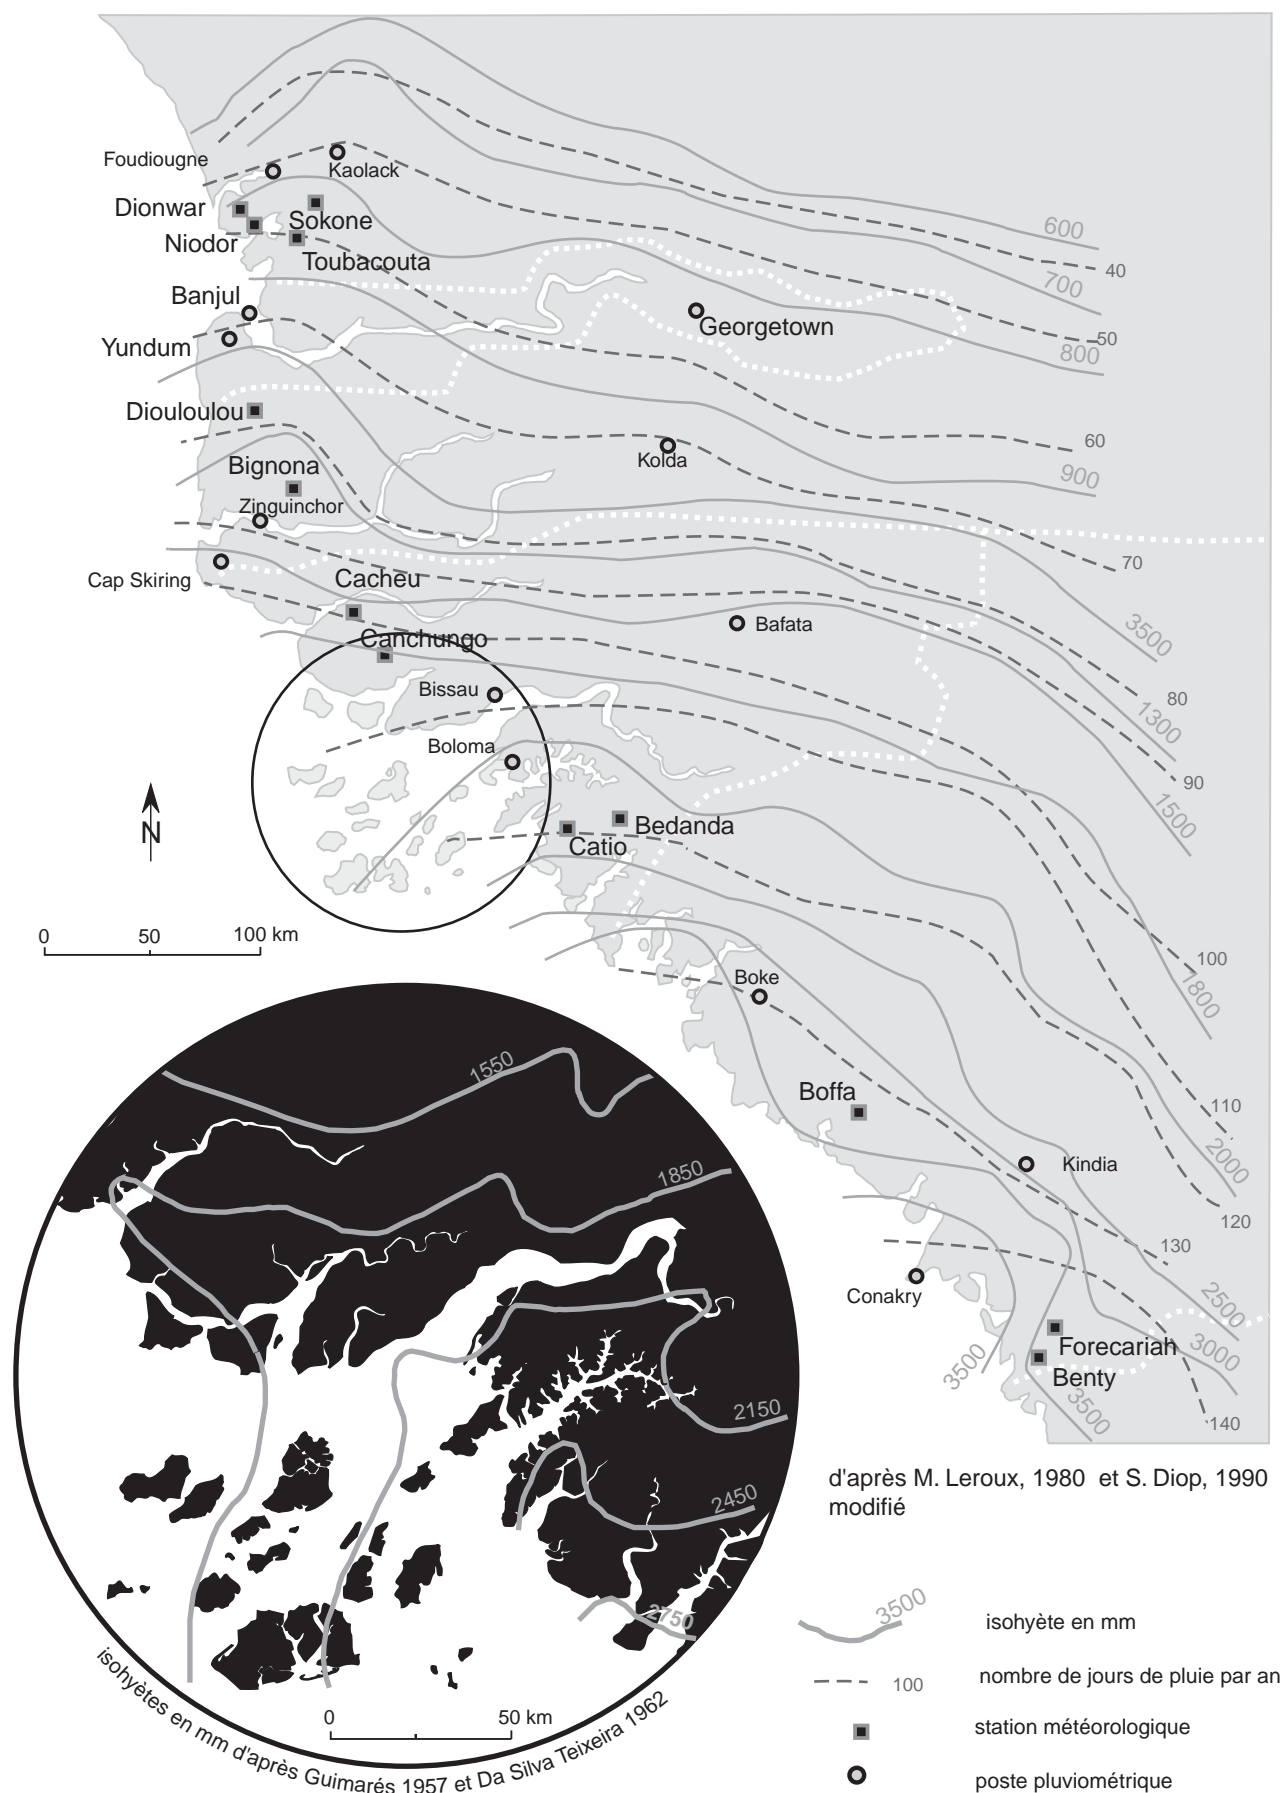 Foudiougne
Kaolack
Dionwar
Sokone
Niodor
Toubacouta
600
40
700
Banjul
Georgetown
Yundum
50
800
Diouloulou
60
Kolda
Bignona
900
Zinguinchor
70
Cap Skiring
Cacheu
Bafata
3500
Canchungo
Bissau
80
1300
Boloma
90
1500
N
Bedanda
Catio
0 50 100 km
100
Boke
1800
Boffa
110
1550
2000
Kindia
1850
120
130
Conakry
2500
Forecariah
3000
3500
Benty
3500
2150
140
d'après M. Leroux, 1980 et S. Diop, 1990
modifié
2450
2750
3500
isohyète en mm
100
nombre de jours de pluie par an
station météorologique
poste pluviométrique
0 50 km
isohyètes en mm d'après Guimarés 1957 et Da Silva Teixeira 1962